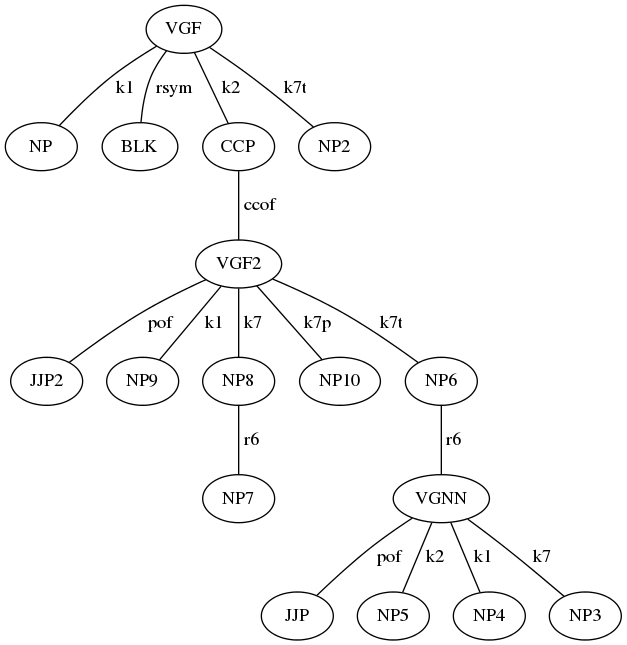 VGF
k1 rsym k2 k7t
NP BLK CCP NP2
ccof
VGF2
pof k1 k7 k7p k7t
JJP2 NP9 NP8 NP10 NP6
r6 r6
NP7 VGNN
pof k2 k1 k7
JJP NP5 NP4 NP3